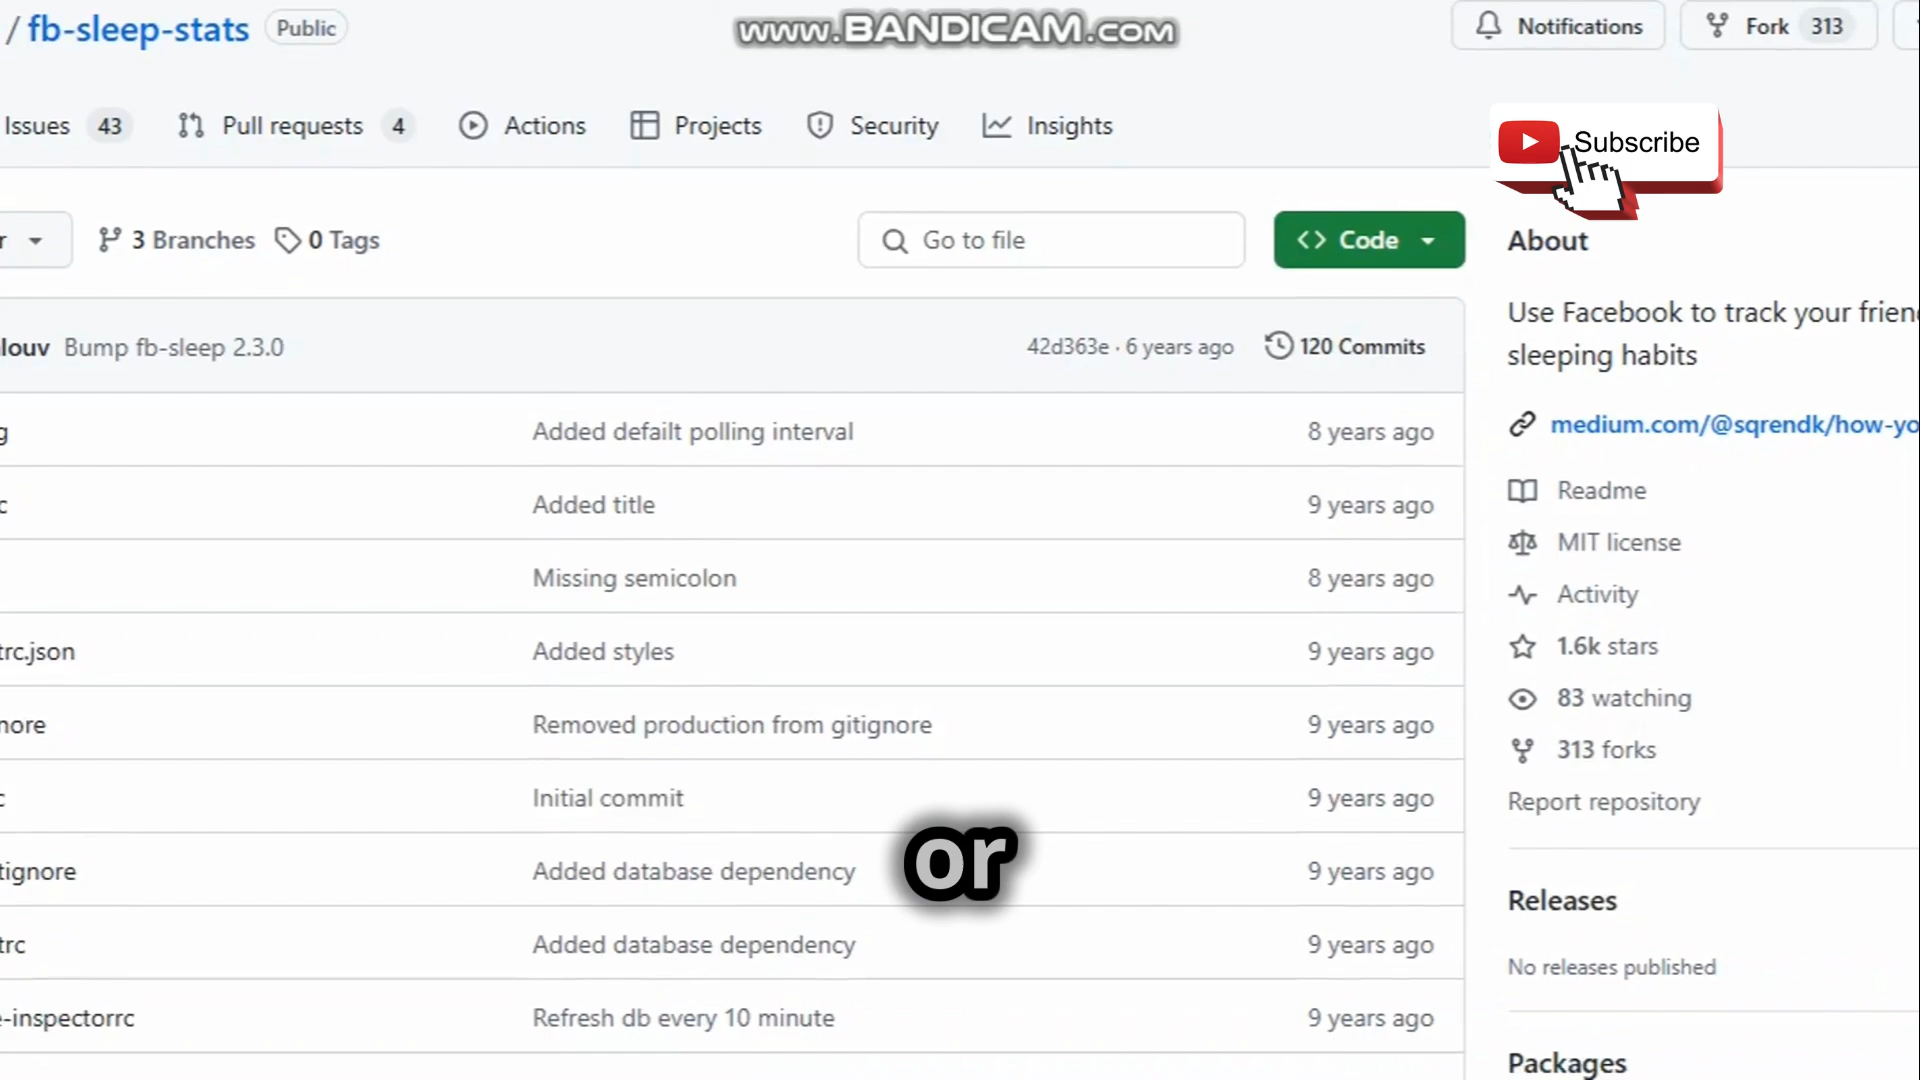 / fb-sleep-stats Public
www.BANDICAM.com
Notifications
Fork 313
Issues 43
Pull requests 4
Actions
Projects
Security
Insights
Subscribe
r
3 Branches
0 Tags
Go to file
<> Code
About
Use Facebook to track your frien
sleeping habits
louv Bump fb-sleep 2.3.0
42d363e · 6 years ago
120 Commits
medium.com/@sqrendk/how-yo
g Added defailt polling interval 8 years ago
Readme
c Added title 9 years ago
MIT license
Missing semicolon 8 years ago
Activity
trc.json Added styles 9 years ago
1.6k stars
nore Removed production from gitignore 9 years ago
83 watching
313 forks
c Initial commit 9 years ago
Report repository
or
tignore Added database dependency 9 years ago
Releases
trc Added database dependency 9 years ago
No releases published
-inspectorrc Refresh db every 10 minute 9 years ago
Packages